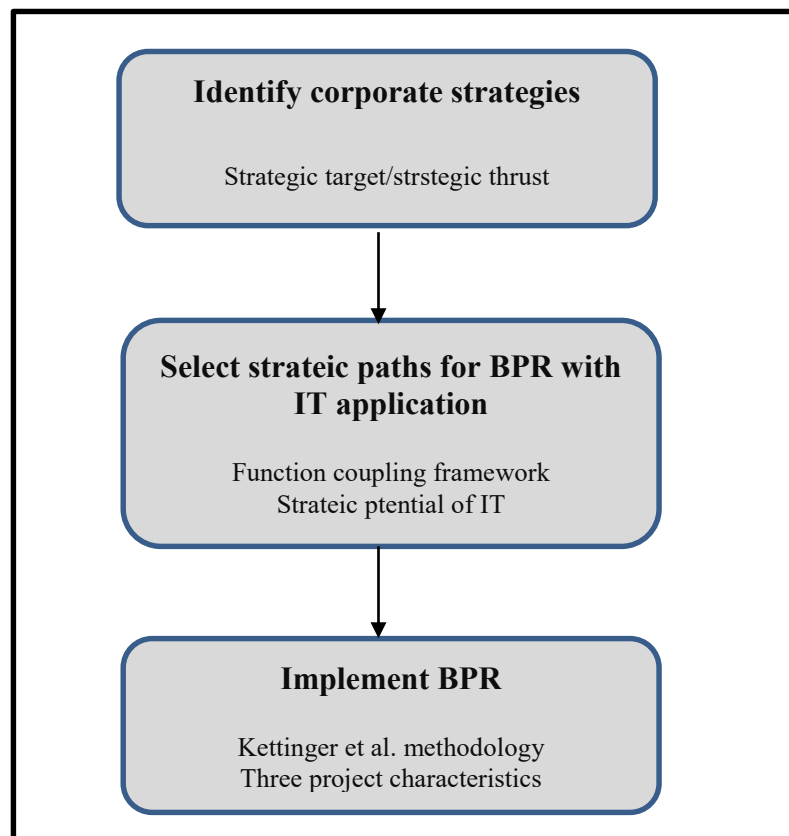 Identify corporate strategies
Strategic target/strstegic thrust
Select strateic paths for BPR with
IT application
Function coupling framework
Strateic ptential of IT
Implement BPR
Kettinger et al. methodology
Three project characteristics